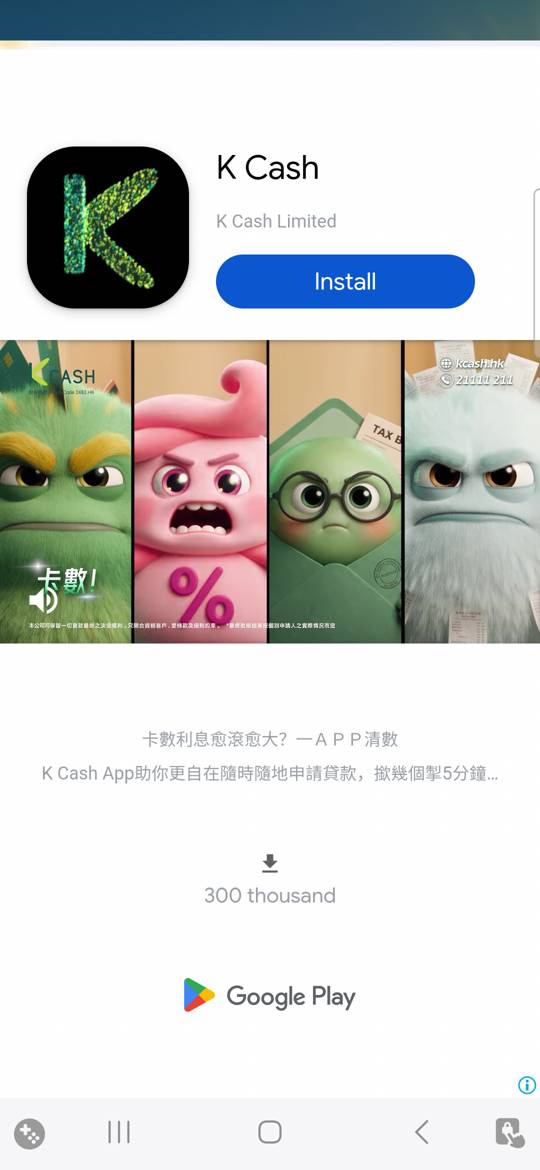 K Cash
K Cash Limited
Install
K CASH
kcash.hk
21111 211
TAX B
卡數!
%
卡數利息愈滾愈大？一ＡＰＰ清數
K Cash App助你更自在隨時隨地申請貸款，撳幾個掣5分鐘…
300 thousand
Google Play